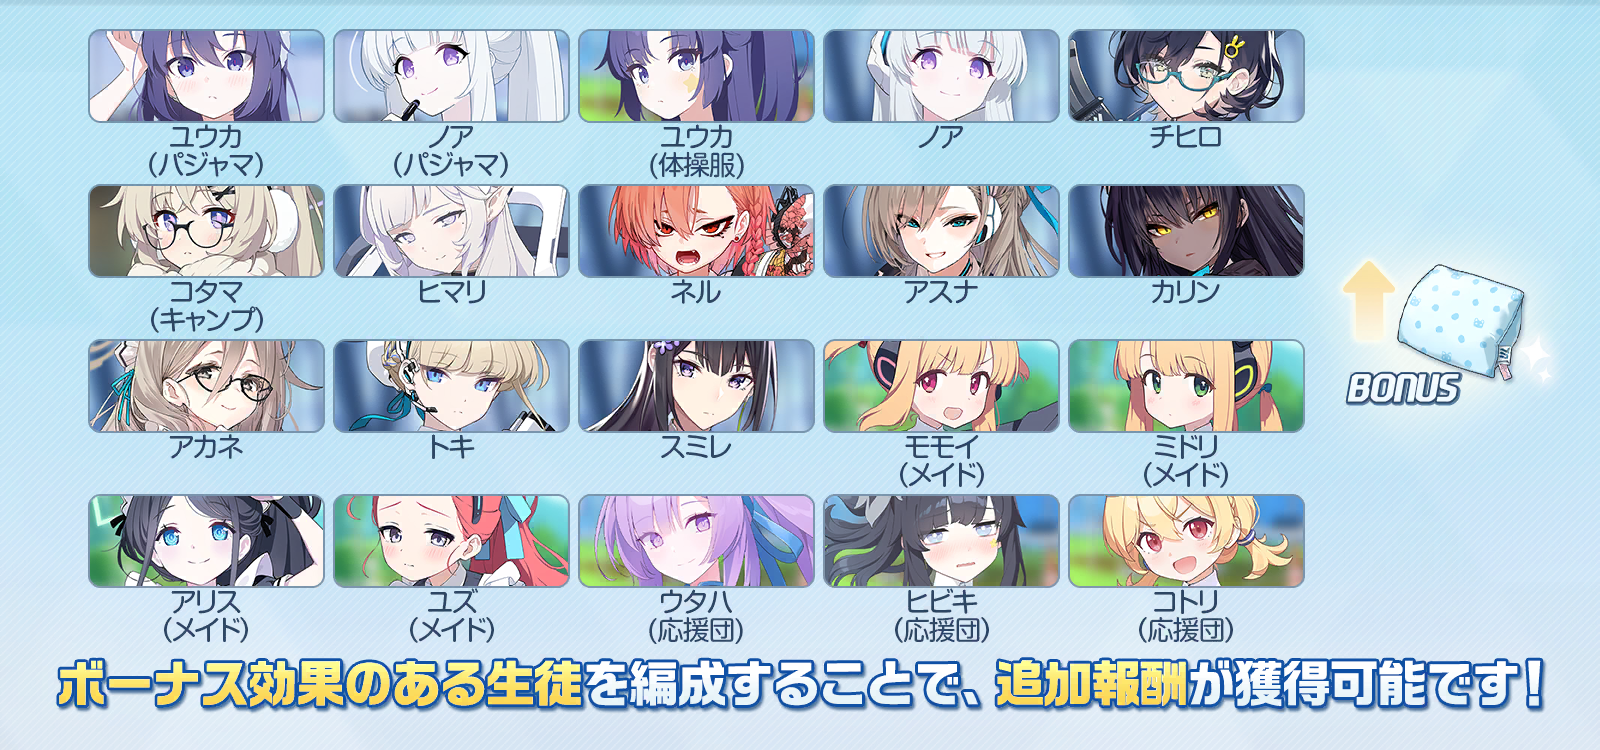 ユウカ
(パジャマ)
ノア
(パジャマ)
ユウカ
(体操服)
ノア
チヒロ
コタマ
(キャンプ)
ヒマリ
ネル
アスナ
カリン
アカネ
トキ
スミレ
モモイ
(メイド)
ミドリ
(メイド)
BONUS
アリス
(メイド)
ユズ
(メイド)
ウタハ
(応援団)
ヒビキ
(応援団)
コトリ
(応援団)
ボーナス効果のある生徒を編成することで、追加報酬が獲得可能です!